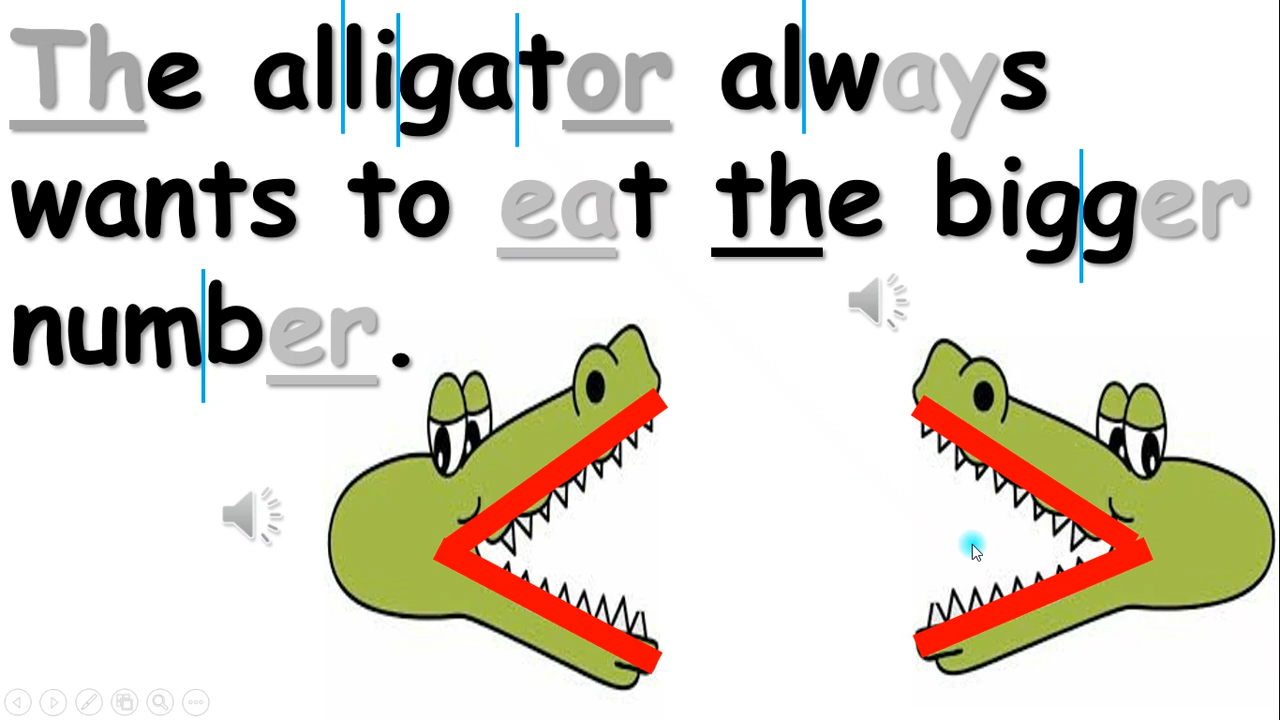 The alligator always
wants to eat the bigger
number.